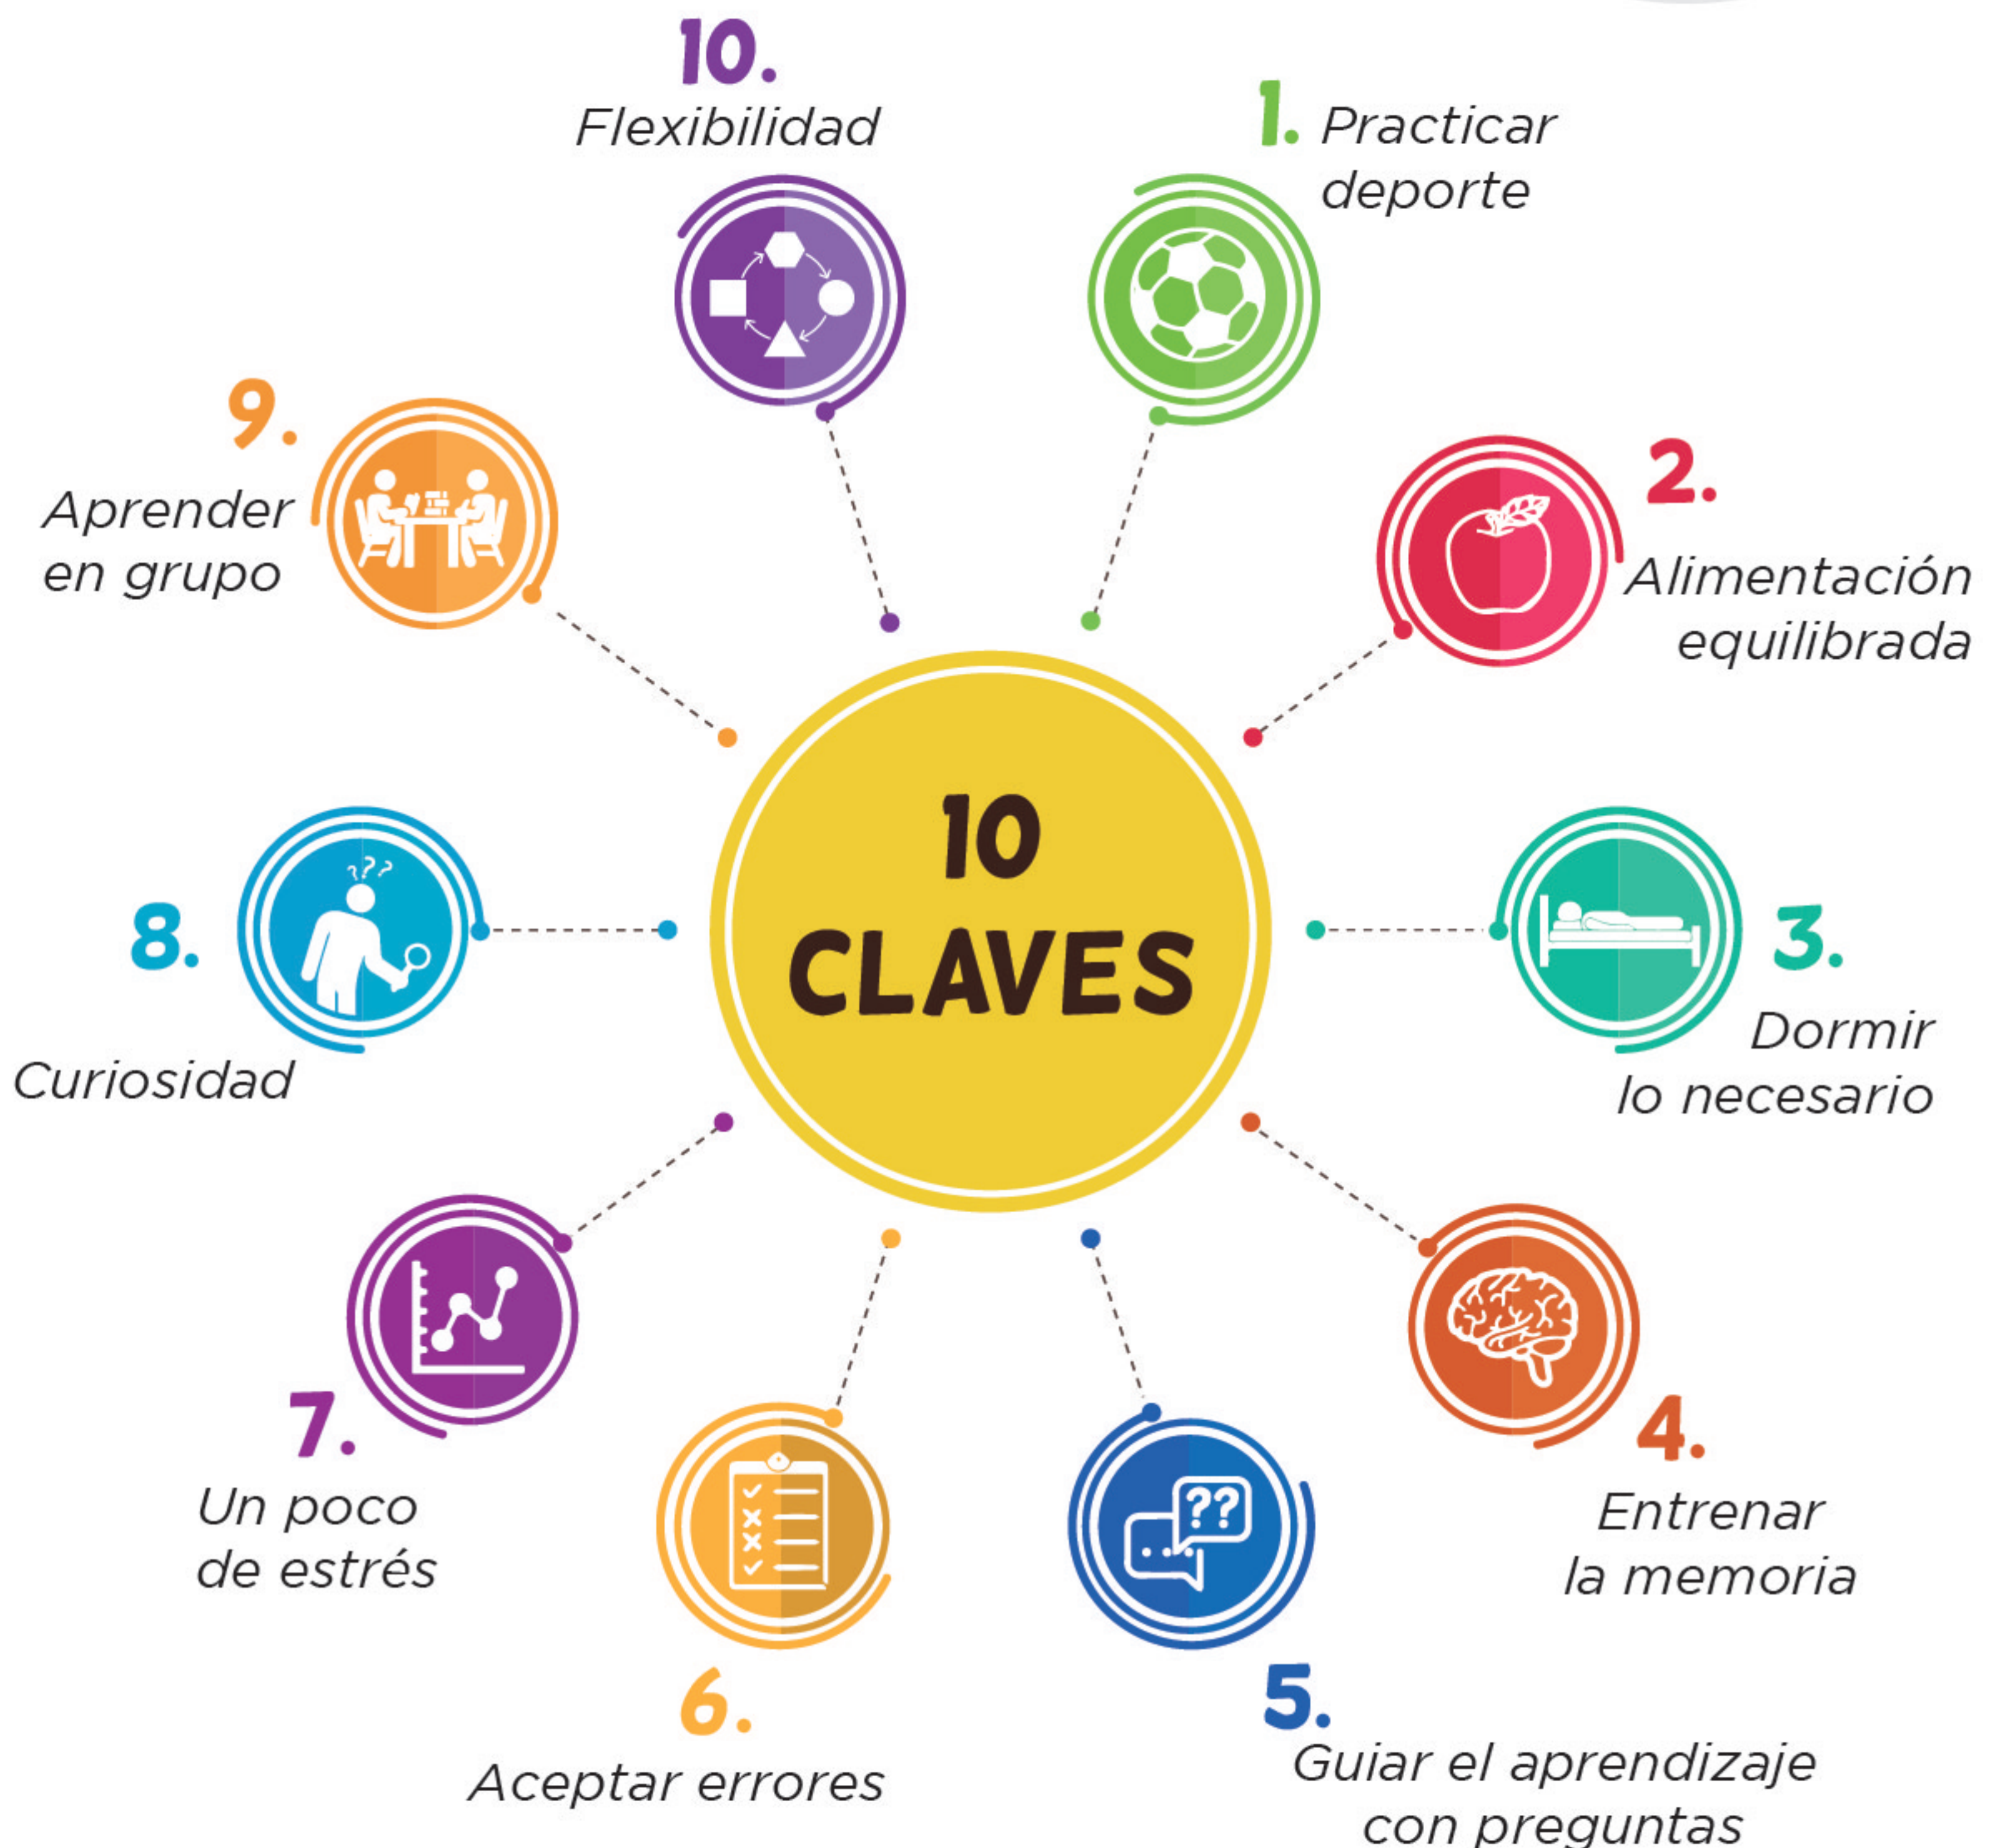 10
CLAVES
1. Practicar
deporte
2.
Alimentación
equilibrada
3.
Dormir
lo necesario
4.
Entrenar
la memoria
5.
Guiar el aprendizaje
con preguntas
6.
Aceptar errores
7.
Un poco
de estrés
8.
Curiosidad
9.
Aprender
en grupo
10.
Flexibilidad
???
??